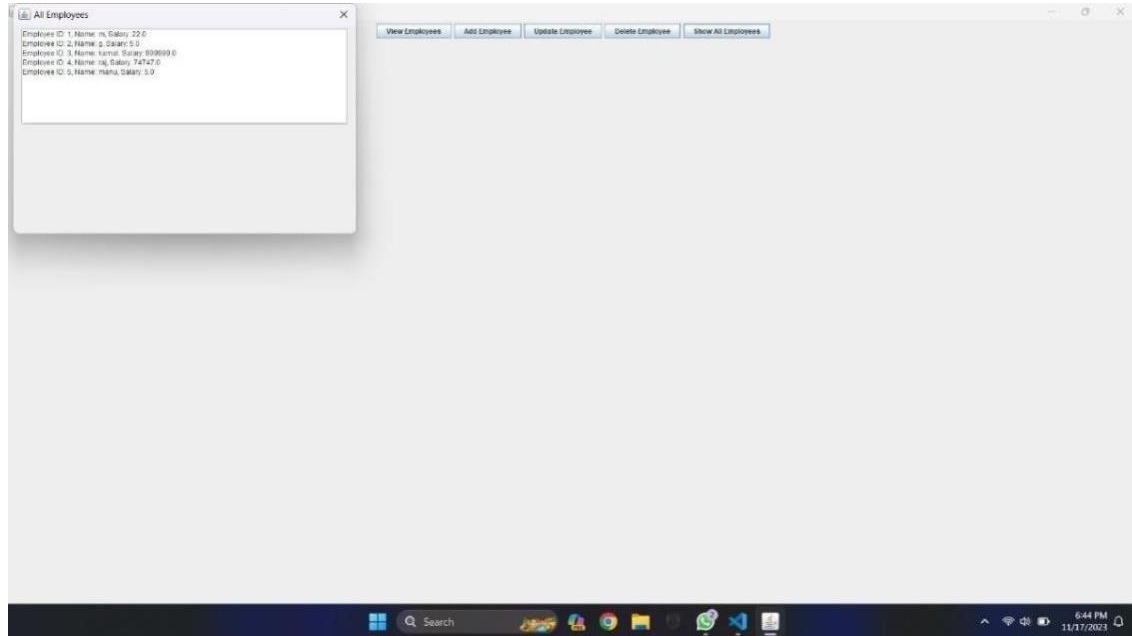 All Employees
Employee ID: 1, Name: m, Salary: 22.0
Employee ID: 2, Name: g, Salary: 5.0
Employee ID: 3, Name: kamal, Salary:
Employee ID: 4, Name: raj, Salary: 74747.0
Employee ID: 5, Name: manu, Salary: 5.0
View Employees Add Employee Update Employee Delete Employee Show All Employees
Search
6:44 PM
11/17/2023